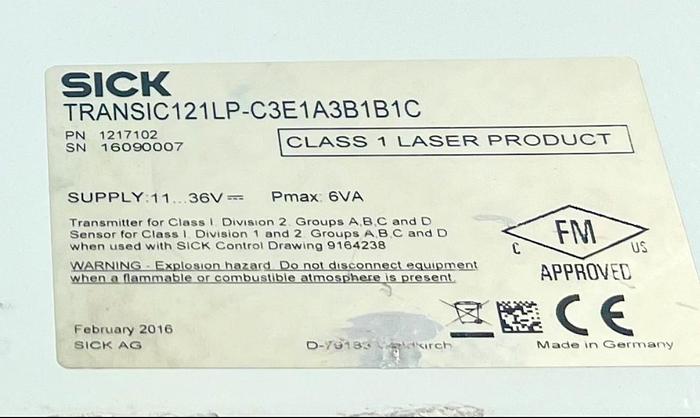 SICK
TRANSIC121LP-C3E1A3B1B1C
PN 1217102
SN 16090007
CLASS 1 LASER PRODUCT
SUPPLY: 11...36V⎓ Pmax: 6VA
Transmitter for Class I, Division 2, Groups A,B,C and D
Sensor for Class I, Division 1 and 2, Groups A,B,C and D
when used with SICK Control Drawing 9164238
WARNING - Explosion hazard. Do not disconnect equipment
when a flammable or combustible atmosphere is present.
C FM US
APPROVED
CE
February 2016
SICK AG
D-79183
Made in Germany